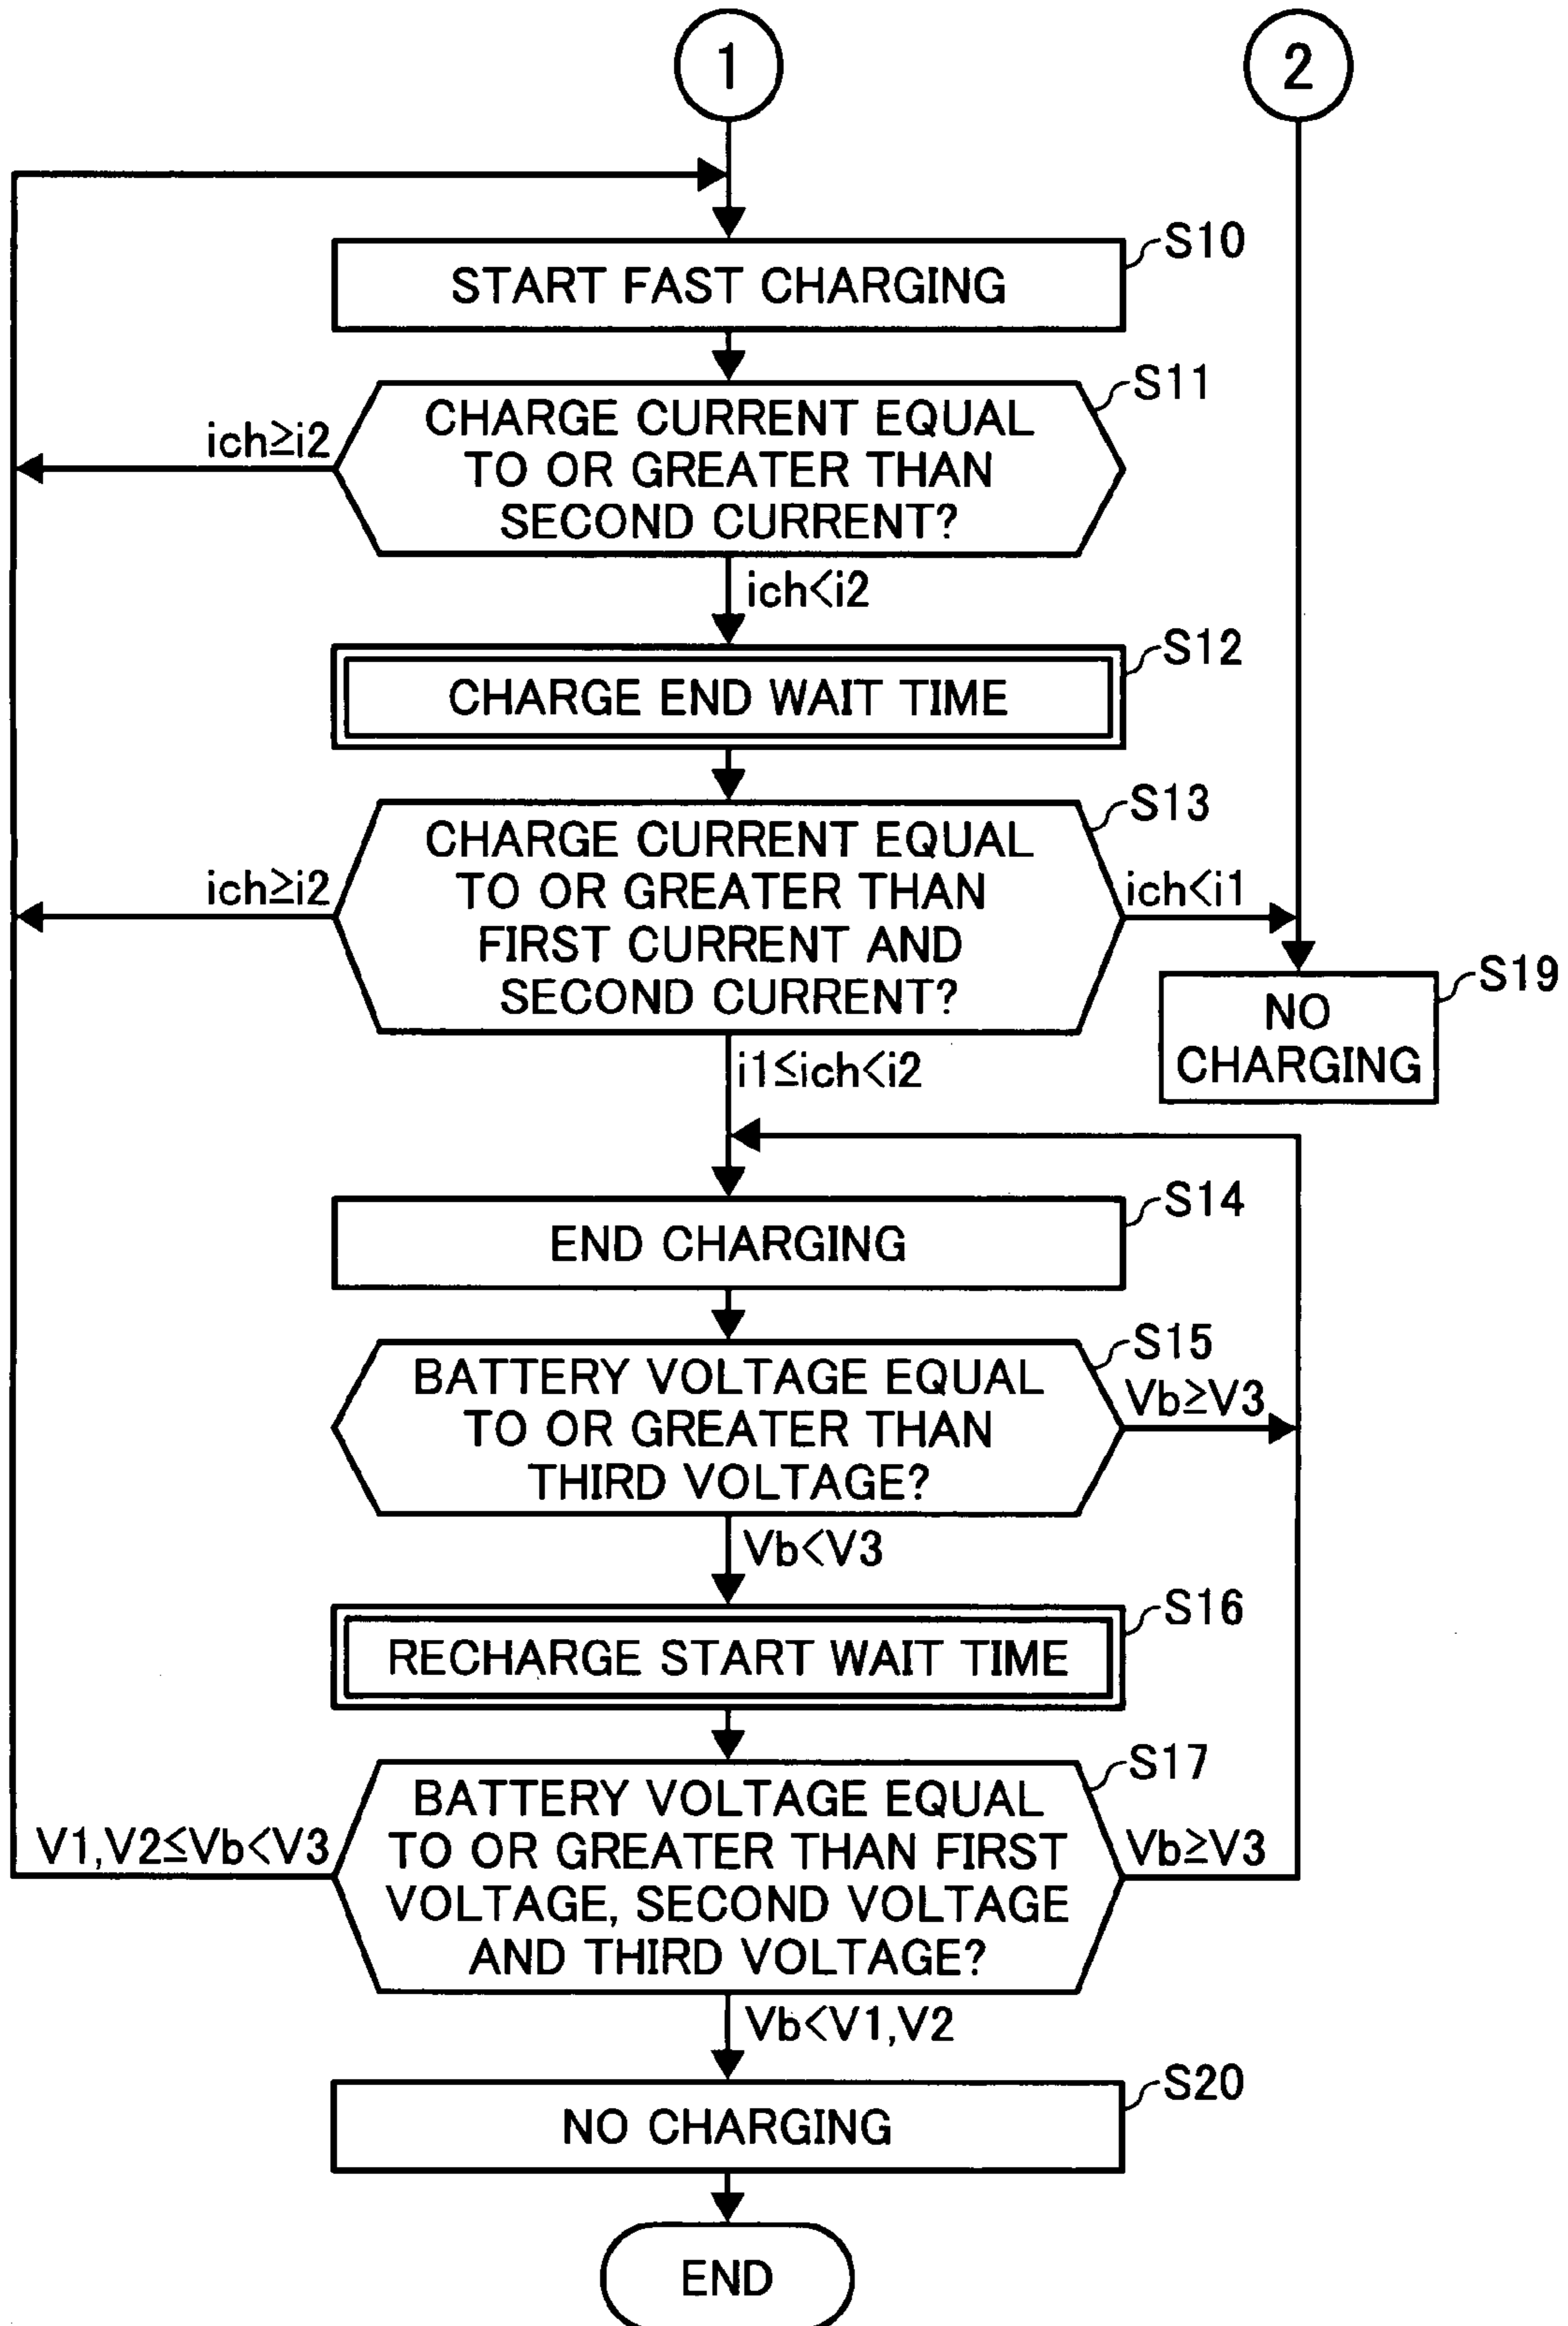 1
2
S10
START FAST CHARGING
S11
CHARGE CURRENT EQUAL
TO OR GREATER THAN
SECOND CURRENT?
ich≧i2
ich<i2
S12
CHARGE END WAIT TIME
S13
CHARGE CURRENT EQUAL
TO OR GREATER THAN
FIRST CURRENT AND
SECOND CURRENT?
ich≧i2
ich<i1
S19
NO
CHARGING
i1≦ich<i2
S14
END CHARGING
S15
BATTERY VOLTAGE EQUAL
TO OR GREATER THAN
THIRD VOLTAGE?
Vb≧V3
Vb<V3
S16
RECHARGE START WAIT TIME
S17
BATTERY VOLTAGE EQUAL
TO OR GREATER THAN FIRST
VOLTAGE, SECOND VOLTAGE
AND THIRD VOLTAGE?
V1,V2≦Vb<V3
Vb≧V3
Vb<V1,V2
S20
NO CHARGING
END